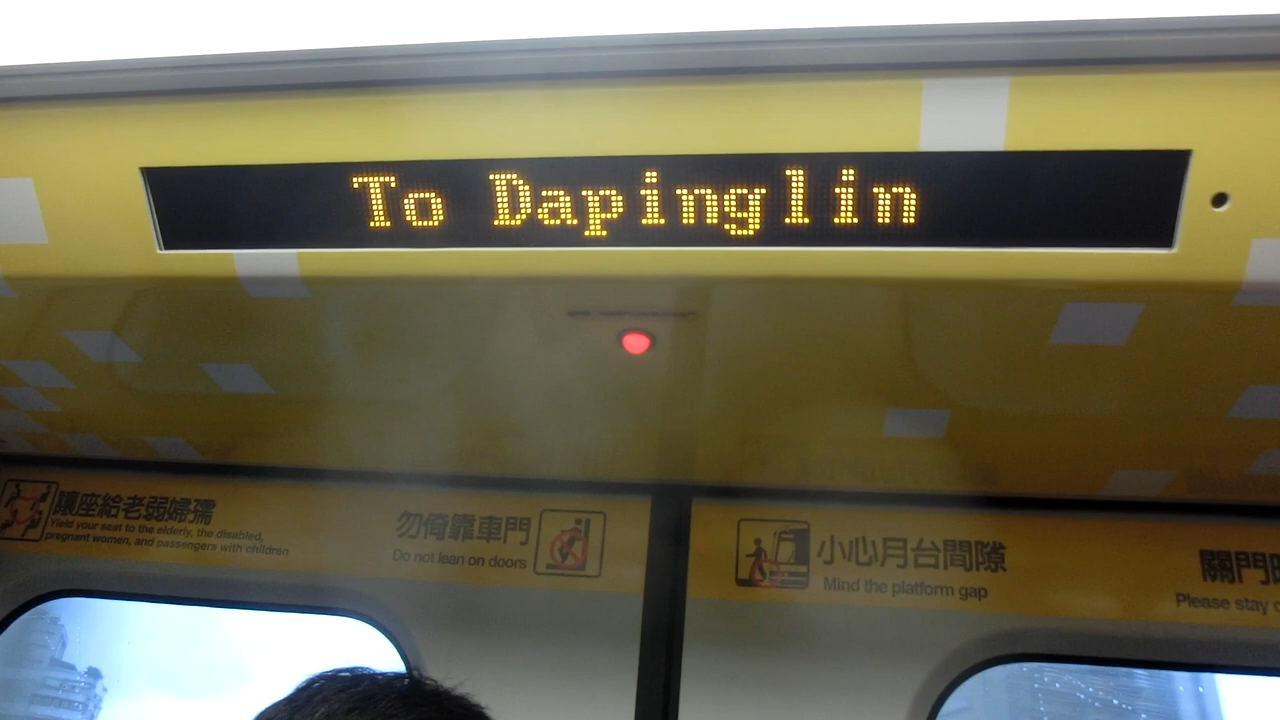 To Dapinglin
讓座給老弱婦孺
Yield your seat to the elderly, the disabled,
pregnant women, and passengers with children
勿倚靠車門
Do not lean on doors
小心月台間隙
Mind the platform gap
關門
Please stay